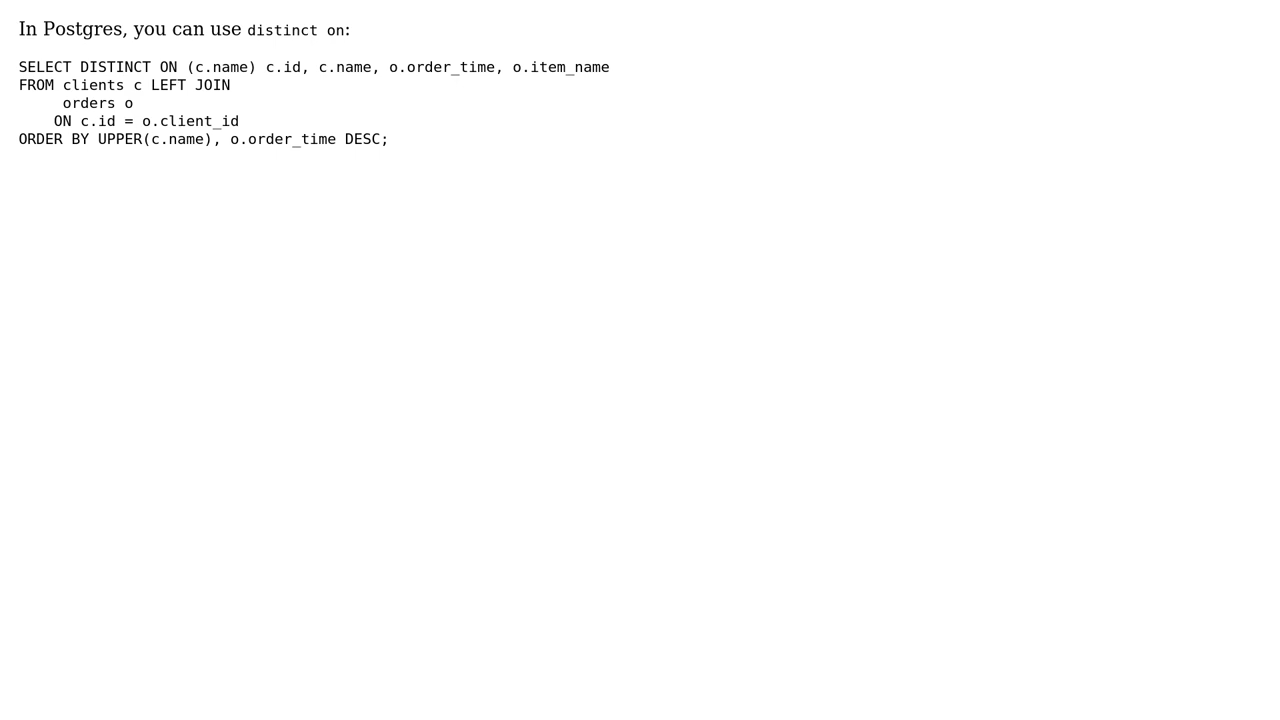 In Postgres, you can use distinct on:
SELECT DISTINCT ON (c.name) c.id, c.name, o.order_time, o.item_name
FROM clients c LEFT JOIN
     orders o
    ON c.id = o.client_id
ORDER BY UPPER(c.name), o.order_time DESC;